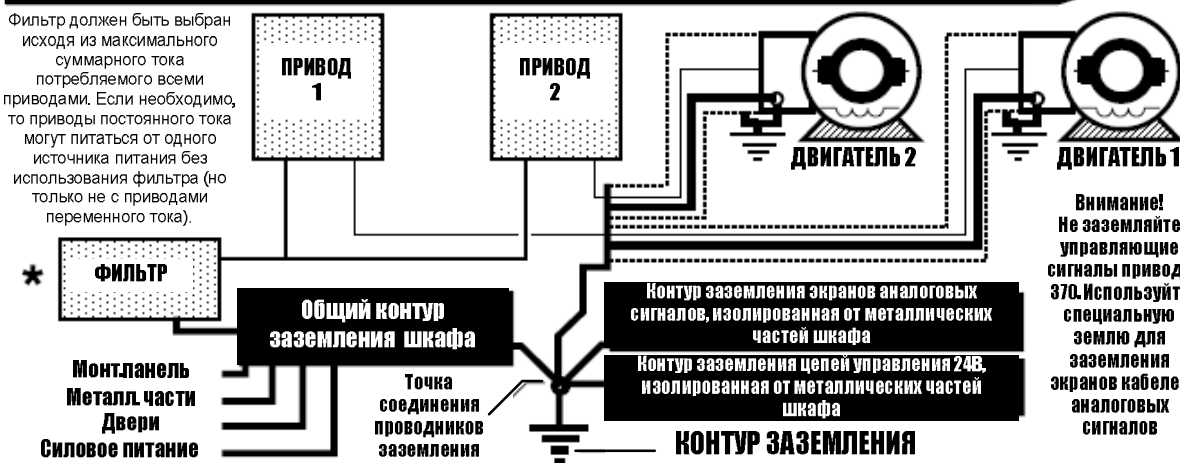 Фильтр должен быть выбран
исходя из максимального
суммарного тока
потребляемого всеми
приводами. Если необходимо,
то приводы постоянного тока
могут питаться от одного
источника питания без
использования фильтра (но
только не с приводами
переменного тока).
ПРИВОД
1
ПРИВОД
2
ДВИГАТЕЛЬ 2
ДВИГАТЕЛЬ 1
* ФИЛЬТР
Общий контур
заземления шкафа
Монт.панель
Металл. части
Двери
Силовое питание
Точка
соединения
проводников
заземления
Контур заземления экранов аналоговых
сигналов, изолированная от металлических
частей шкафа
Контур заземления цепей управления 24В,
изолированная от металлических частей
шкафа
КОНТУР ЗАЗЕМЛЕНИЯ
Внимание!
Не заземляйте
управляющие
сигналы привод
370. Используйт
специальную
землю для
заземления
экранов кабеле
аналоговых
сигналов